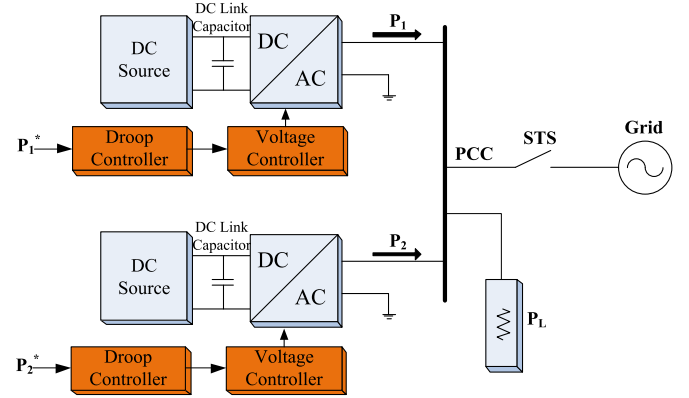 DC Link
Capacitor
DC
Source
DC
AC
P1
P1*
Droop
Controller
Voltage
Controller
PCC
STS
Grid
DC Link
Capacitor
DC
Source
DC
AC
P2
PL
P2*
Droop
Controller
Voltage
Controller